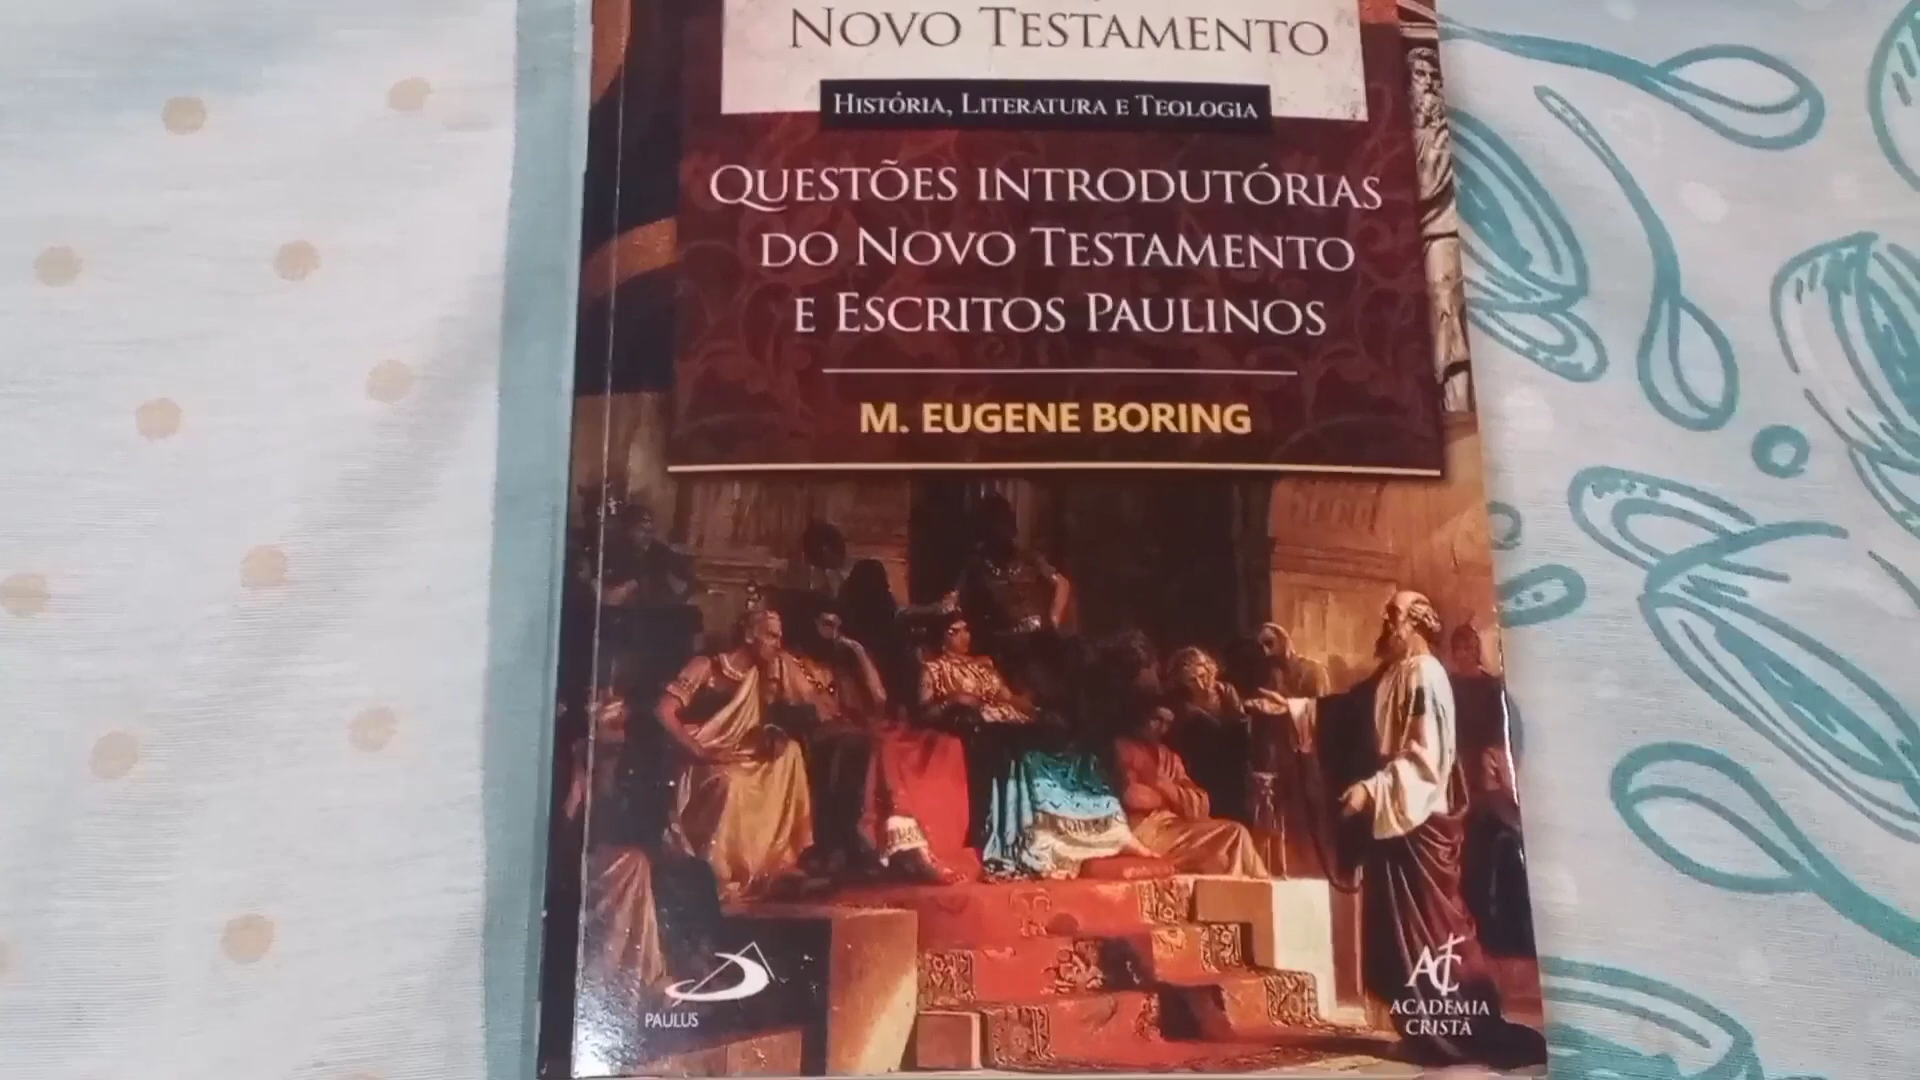 NOVO TESTAMENTO
HISTÓRIA, LITERATURA E TEOLOGIA
QUESTÕES INTRODUTÓRIAS
DO NOVO TESTAMENTO
E ESCRITOS PAULINOS
M. EUGENE BORING
PAULUS
AC
ACADEMIA
CRISTÃ